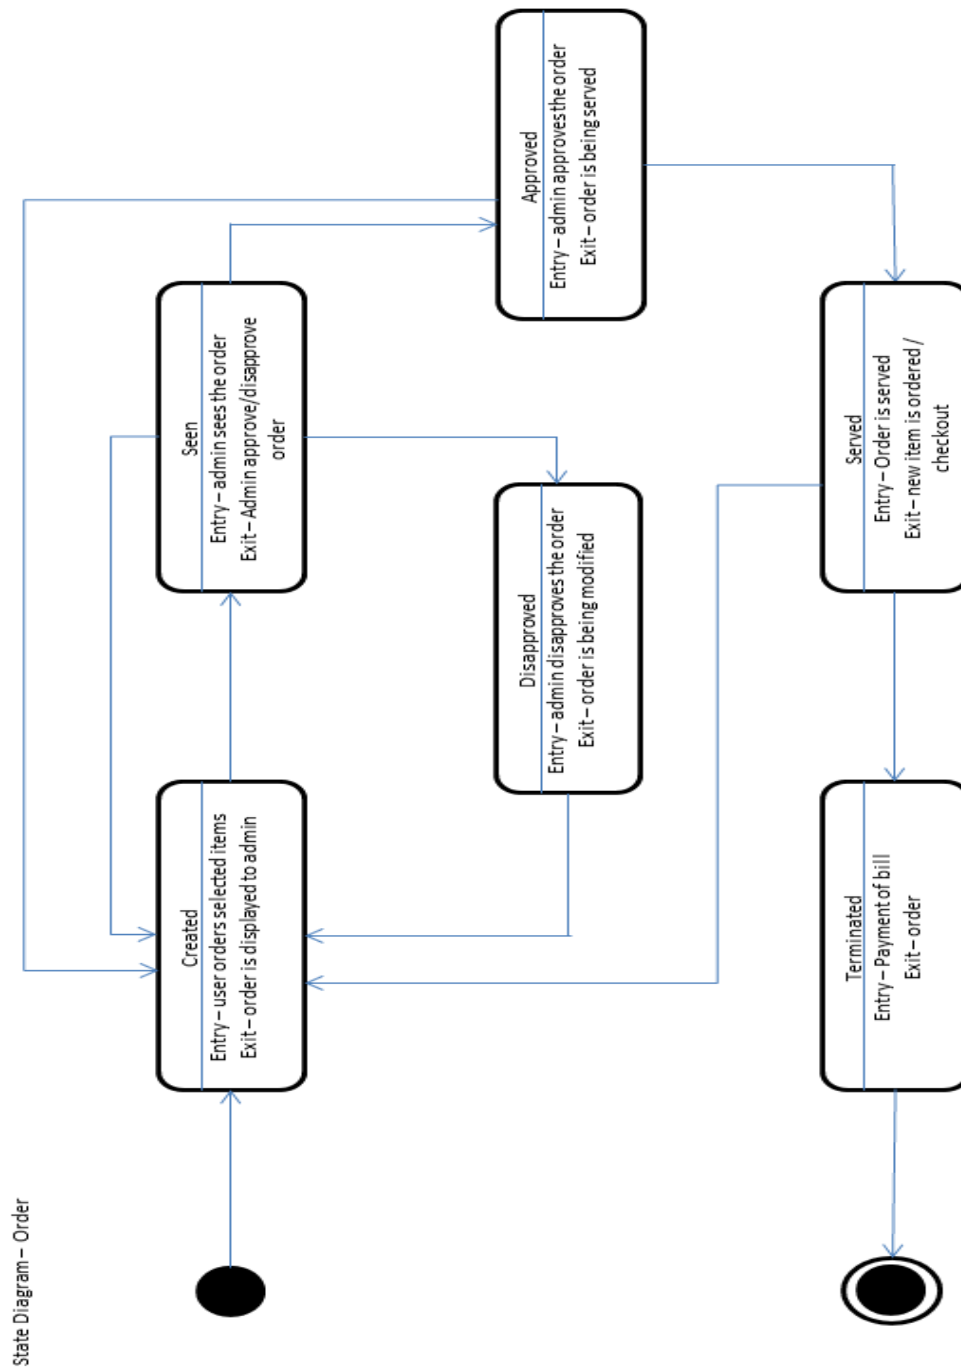 State Diagram – Order
Created
Entry – user orders selected items
Exit – order is displayed to admin
Seen
Entry – admin sees the order
Exit – Admin approve/disapprove
order
Disapproved
Entry – admin disapproves the order
Exit – order is being modified
Approved
Entry – admin approves the order
Exit – order is being served
Terminated
Entry – Payment of bill
Exit – order
Served
Entry – Order is served
Exit – new item is ordered /
checkout